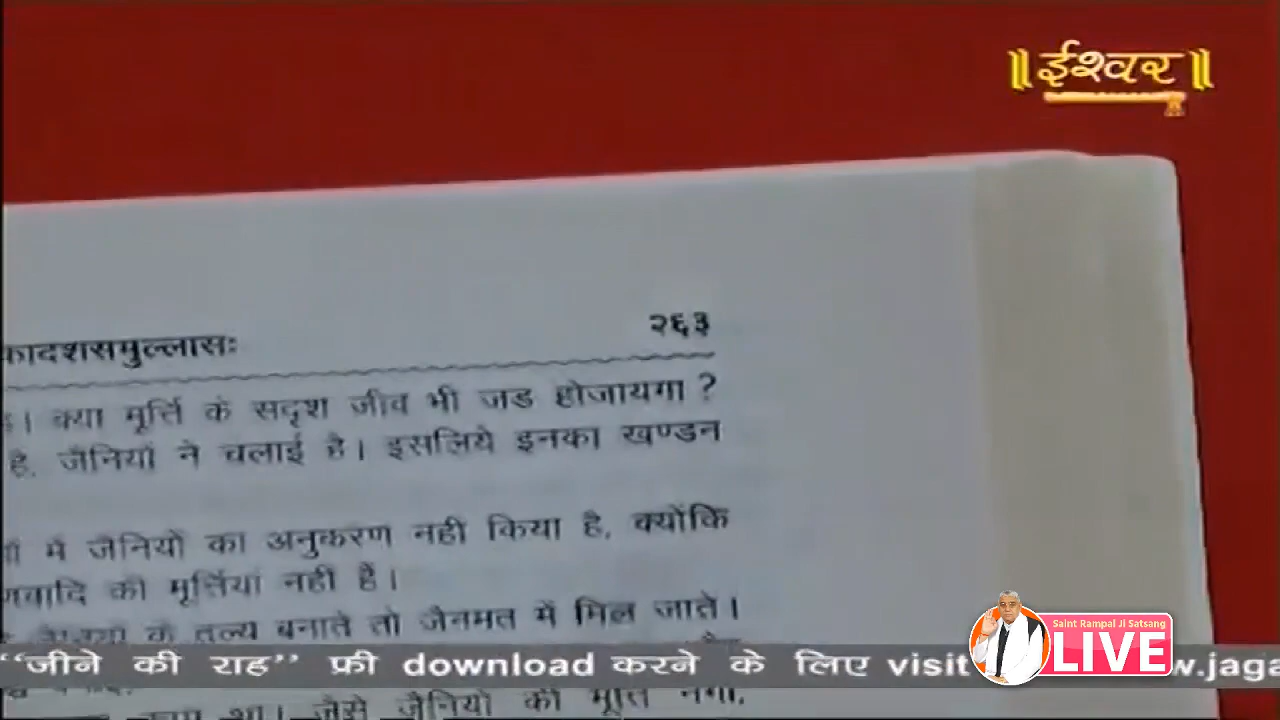 ॥ईश्वर॥
कादशसमुल्लासः २६३
। क्या मूर्त्ति के सदृश जीव भी जड होजायगा ?
है, जैनियों ने चलाई है। इसलिये इनका खण्डन
में जैनियों का अनुकरण नहीं किया है, क्योंकि
की मूर्त्तियां नहीं हैं।
के तुल्य बनाते तो जैनमत में मिल जाते।
Saint Rampal Ji Satsang
LIVE
“जीने की राह” फ्री download करने के लिए visit w.jaga
था। जैसे जैनियों की मूर्त्ति नंगी,